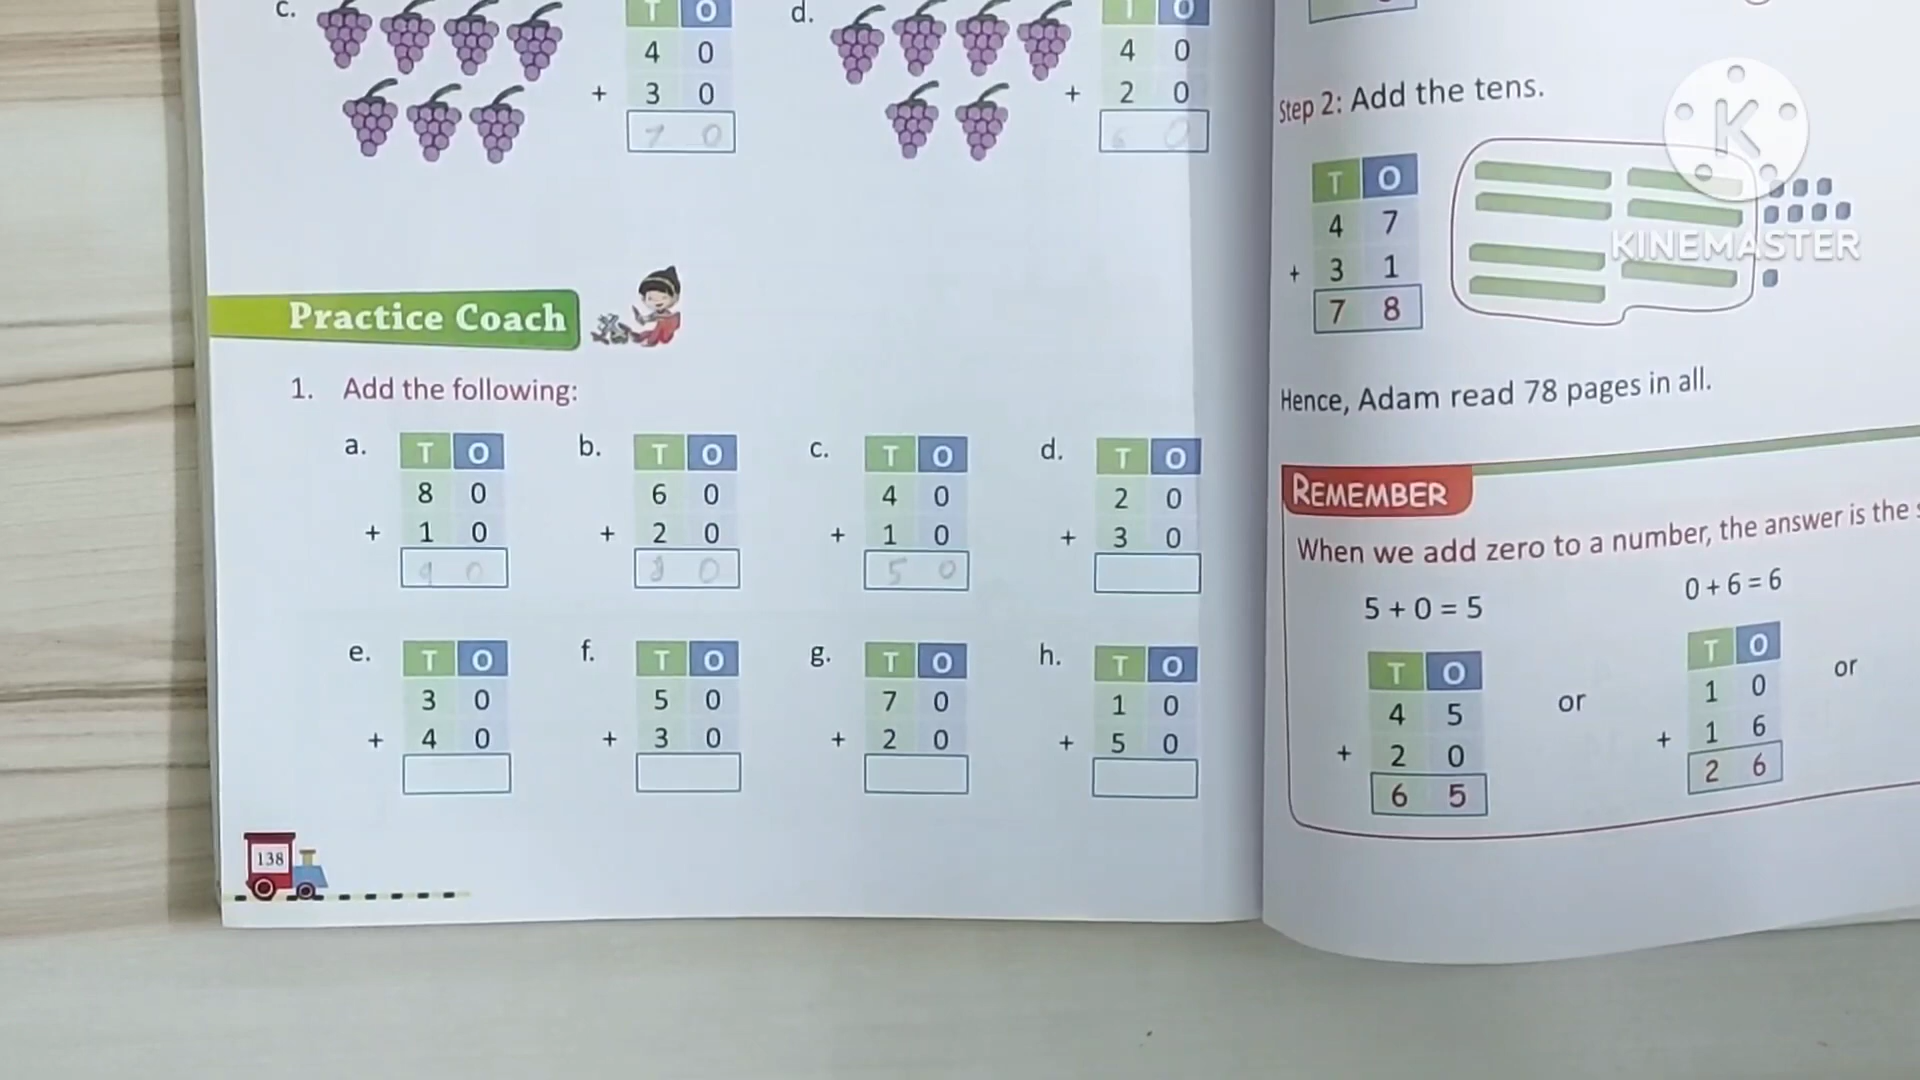 c.
T O
4 0
+ 3 0
7 0
d.
T O
4 0
+ 2 0
6 0
Practice Coach
1. Add the following:
a.
T O
8 0
+ 1 0
9 0
b.
T O
6 0
+ 2 0
8 0
c.
T O
4 0
+ 1 0
5 0
d.
T O
2 0
+ 3 0
e.
T O
3 0
+ 4 0
f.
T O
5 0
+ 3 0
g.
T O
7 0
+ 2 0
h.
T O
1 0
+ 5 0
138
Step 2: Add the tens.
T O
4 7
+ 3 1
7 8
K
KINEMASTER
Hence, Adam read 78 pages in all.
REMEMBER
When we add zero to a number, the answer is the
5 + 0 = 5
0 + 6 = 6
T O
4 5
+ 2 0
6 5
or
T O
1 0
+ 1 6
2 6
or